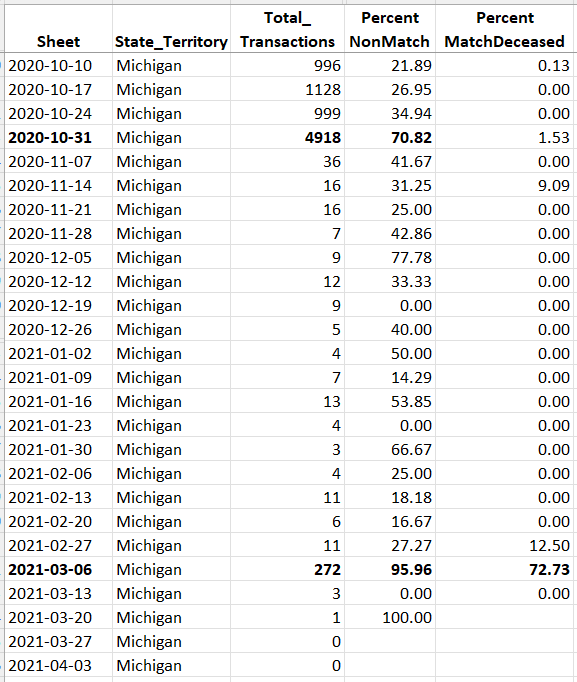 Total_ Percent Percent
Sheet State_Territory Transactions NonMatch MatchDeceased
2020-10-10 Michigan 996 21.89 0.13
2020-10-17 Michigan 1128 26.95 0.00
2020-10-24 Michigan 999 34.94 0.00
2020-10-31 Michigan 4918 70.82 1.53
2020-11-07 Michigan 36 41.67 0.00
2020-11-14 Michigan 16 31.25 9.09
2020-11-21 Michigan 16 25.00 0.00
2020-11-28 Michigan 7 42.86 0.00
2020-12-05 Michigan 9 77.78 0.00
2020-12-12 Michigan 12 33.33 0.00
2020-12-19 Michigan 9 0.00 0.00
2020-12-26 Michigan 5 40.00 0.00
2021-01-02 Michigan 4 50.00 0.00
2021-01-09 Michigan 7 14.29 0.00
2021-01-16 Michigan 13 53.85 0.00
2021-01-23 Michigan 4 0.00 0.00
2021-01-30 Michigan 3 66.67 0.00
2021-02-06 Michigan 4 25.00 0.00
2021-02-13 Michigan 11 18.18 0.00
2021-02-20 Michigan 6 16.67 0.00
2021-02-27 Michigan 11 27.27 12.50
2021-03-06 Michigan 272 95.96 72.73
2021-03-13 Michigan 3 0.00 0.00
2021-03-20 Michigan 1 100.00
2021-03-27 Michigan 0
2021-04-03 Michigan 0